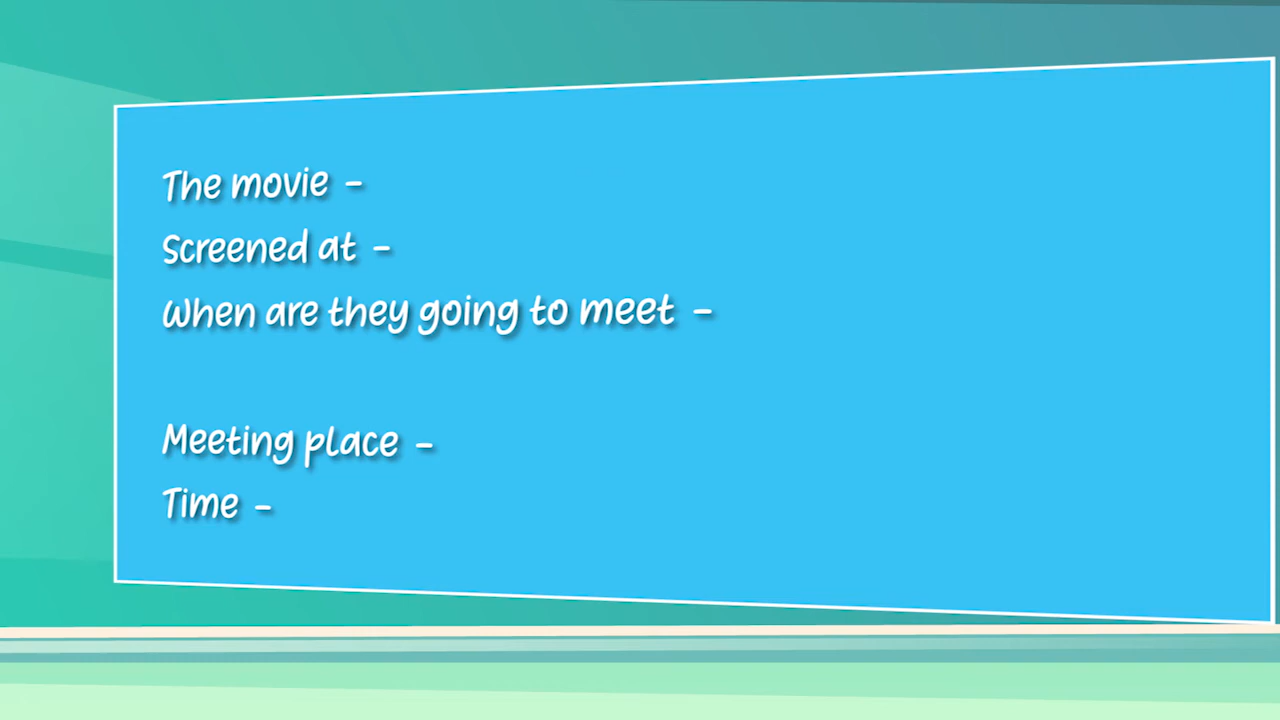 The movie –
Screened at –
When are they going to meet –
Meeting place –
Time –